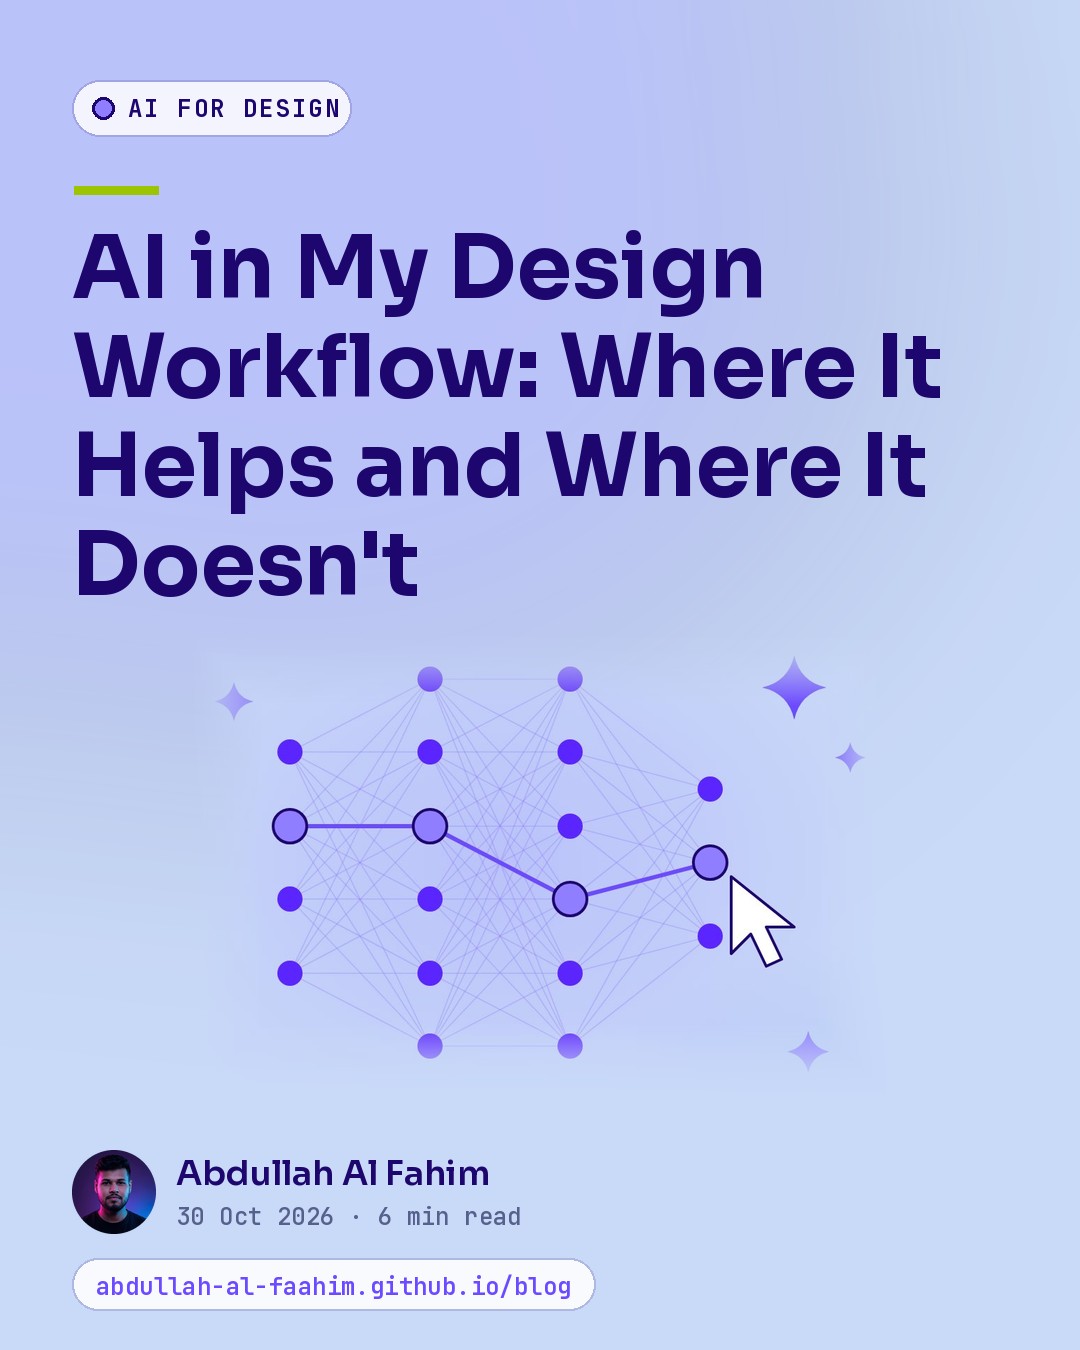 AI FOR DESIGN
AI in My Design
Workflow: Where It
Helps and Where It
Doesn't
Abdullah Al Fahim
30 Oct 2026 · 6 min read
abdullah-al-faahim.github.io/blog